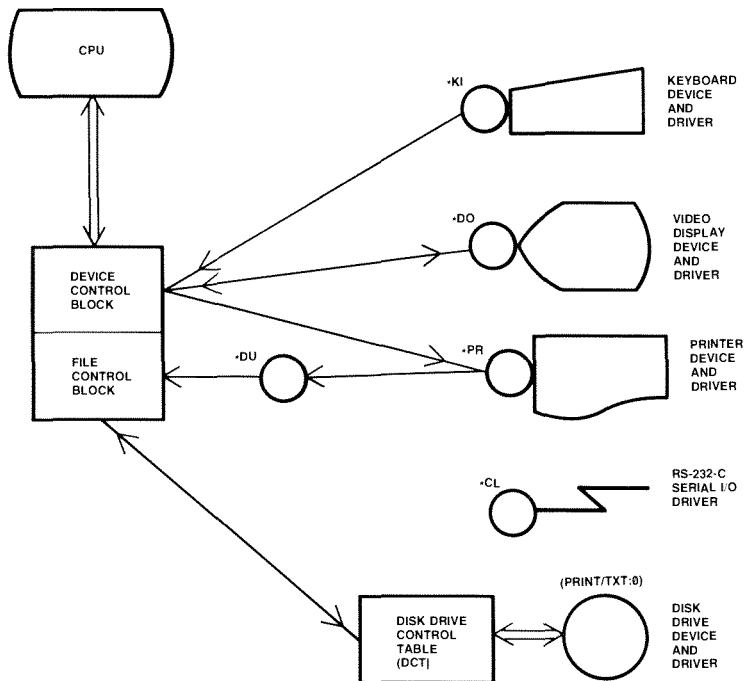 CPU
*KI
KEYBOARD
DEVICE
AND
DRIVER
*DO
VIDEO
DISPLAY
DEVICE
AND
DRIVER
DEVICE
CONTROL
BLOCK
FILE
CONTROL
BLOCK
*DU
*PR
PRINTER
DEVICE
AND
DRIVER
*CL
RS-232-C
SERIAL I/O
DRIVER
(PRINT/TXT:0)
DISK DRIVE
CONTROL
TABLE
(DCT)
DISK
DRIVE
DEVICE
AND
DRIVER